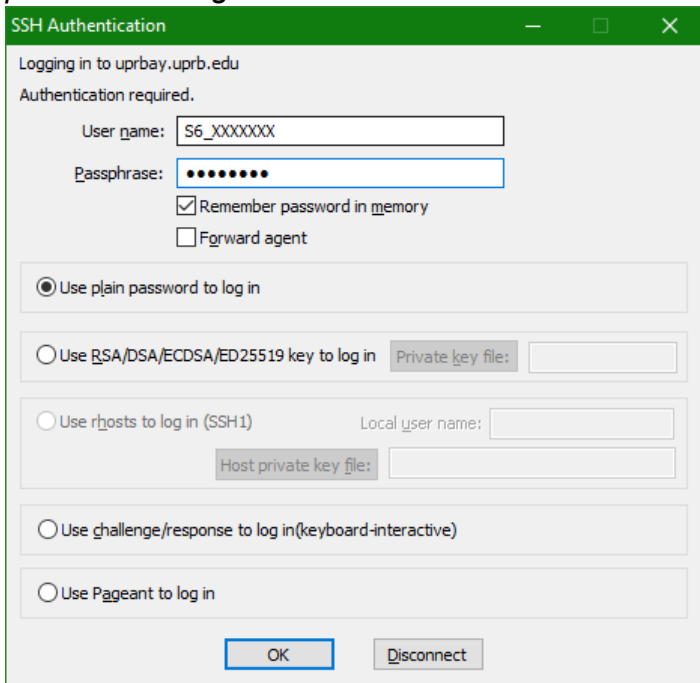 SSH Authentication
Logging in to uprbay.uprb.edu
Authentication required.
User name: S6_XXXXXXX
Passphrase: ●●●●●●●●
Remember password in memory
Forward agent
Use plain password to log in
Use RSA/DSA/ECDSA/ED25519 key to log in Private key file:
Use rhosts to log in (SSH1) Local user name:
Host private key file:
Use challenge/response to log in(keyboard-interactive)
Use Pageant to log in
OK Disconnect